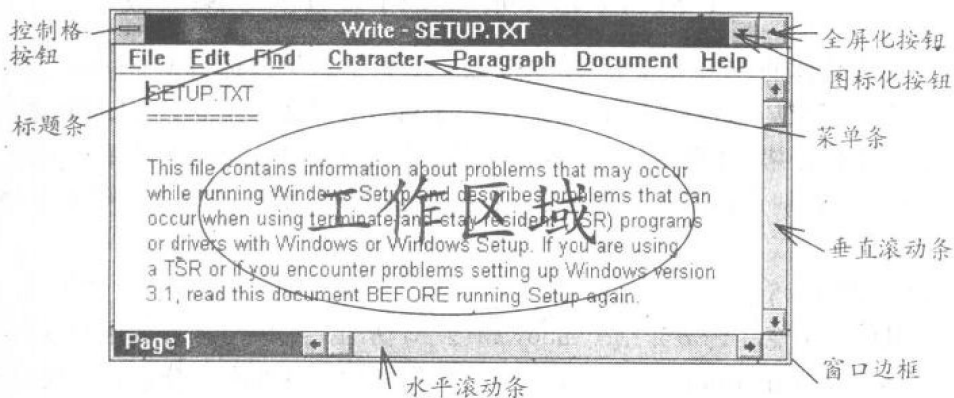 控制格
按钮
Write - SETUP.TXT
全屏化按钮
File Edit Find Character Paragraph Document Help
图标化按钮
SETUP.TXT
=========
标题条
菜单条
This file contains information about problems that may occur
while running Windows Setup and describes problems that can
occur when using terminate-and-stay-resident (TSR) programs
or drivers with Windows or Windows Setup. If you are using
a TSR or if you encounter problems setting up Windows version
3.1, read this document BEFORE running Setup again.
工作区域
垂直滚动条
Page 1
窗口边框
水平滚动条